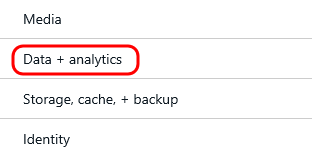 Media
Data + analytics
Storage, cache, + backup
Identity